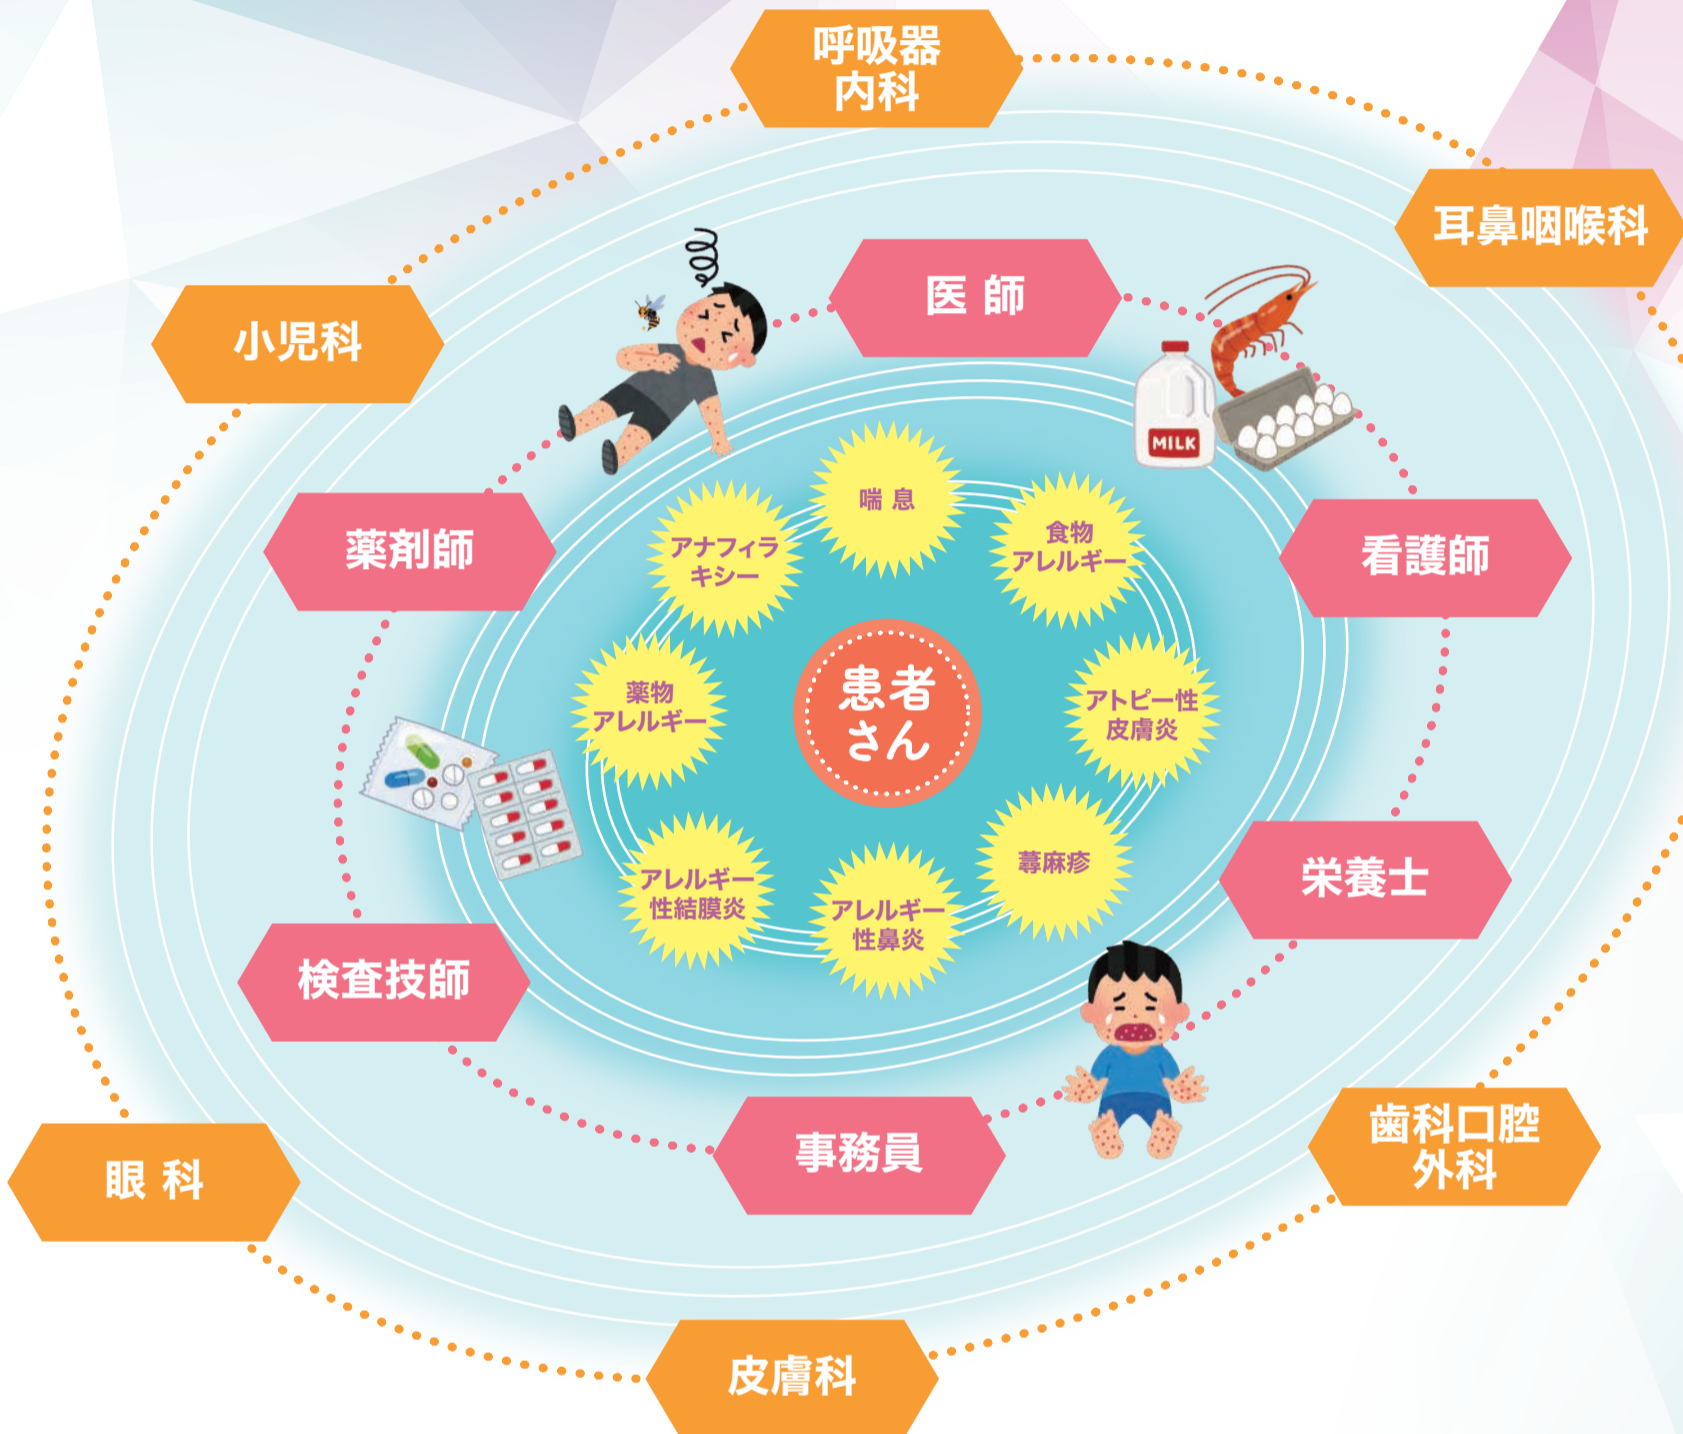 呼吸器
内科
耳鼻咽喉科
医 師
小児科
MILK
喘 息
食物
アレルギー
アナフィラ
キシー
薬剤師
看護師
患者
さん
薬物
アレルギー
アトピー性
皮膚炎
蕁麻疹
アレルギー
性結膜炎
アレルギー
性鼻炎
栄養士
検査技師
事務員
歯科口腔
外科
眼 科
皮膚科